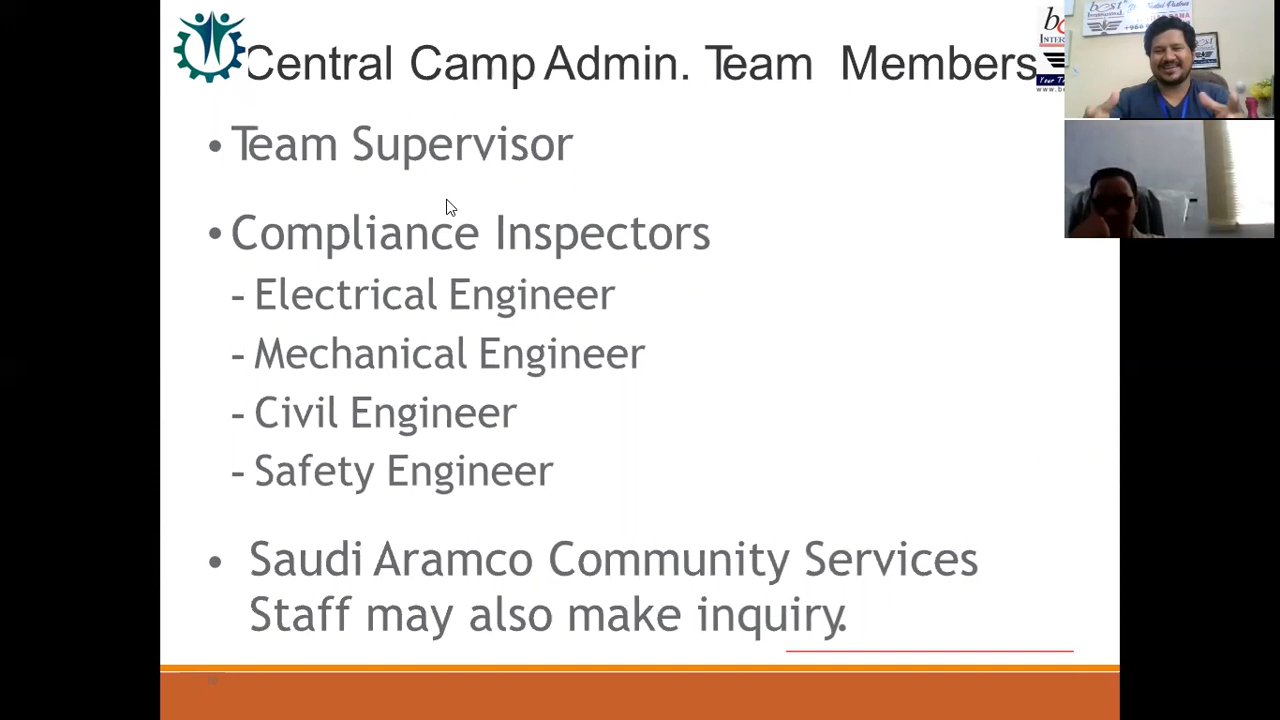 Central Camp Admin. Team Members
• Team Supervisor
• Compliance Inspectors
- Electrical Engineer
- Mechanical Engineer
- Civil Engineer
- Safety Engineer
• Saudi Aramco Community Services
Staff may also make inquiry.
best